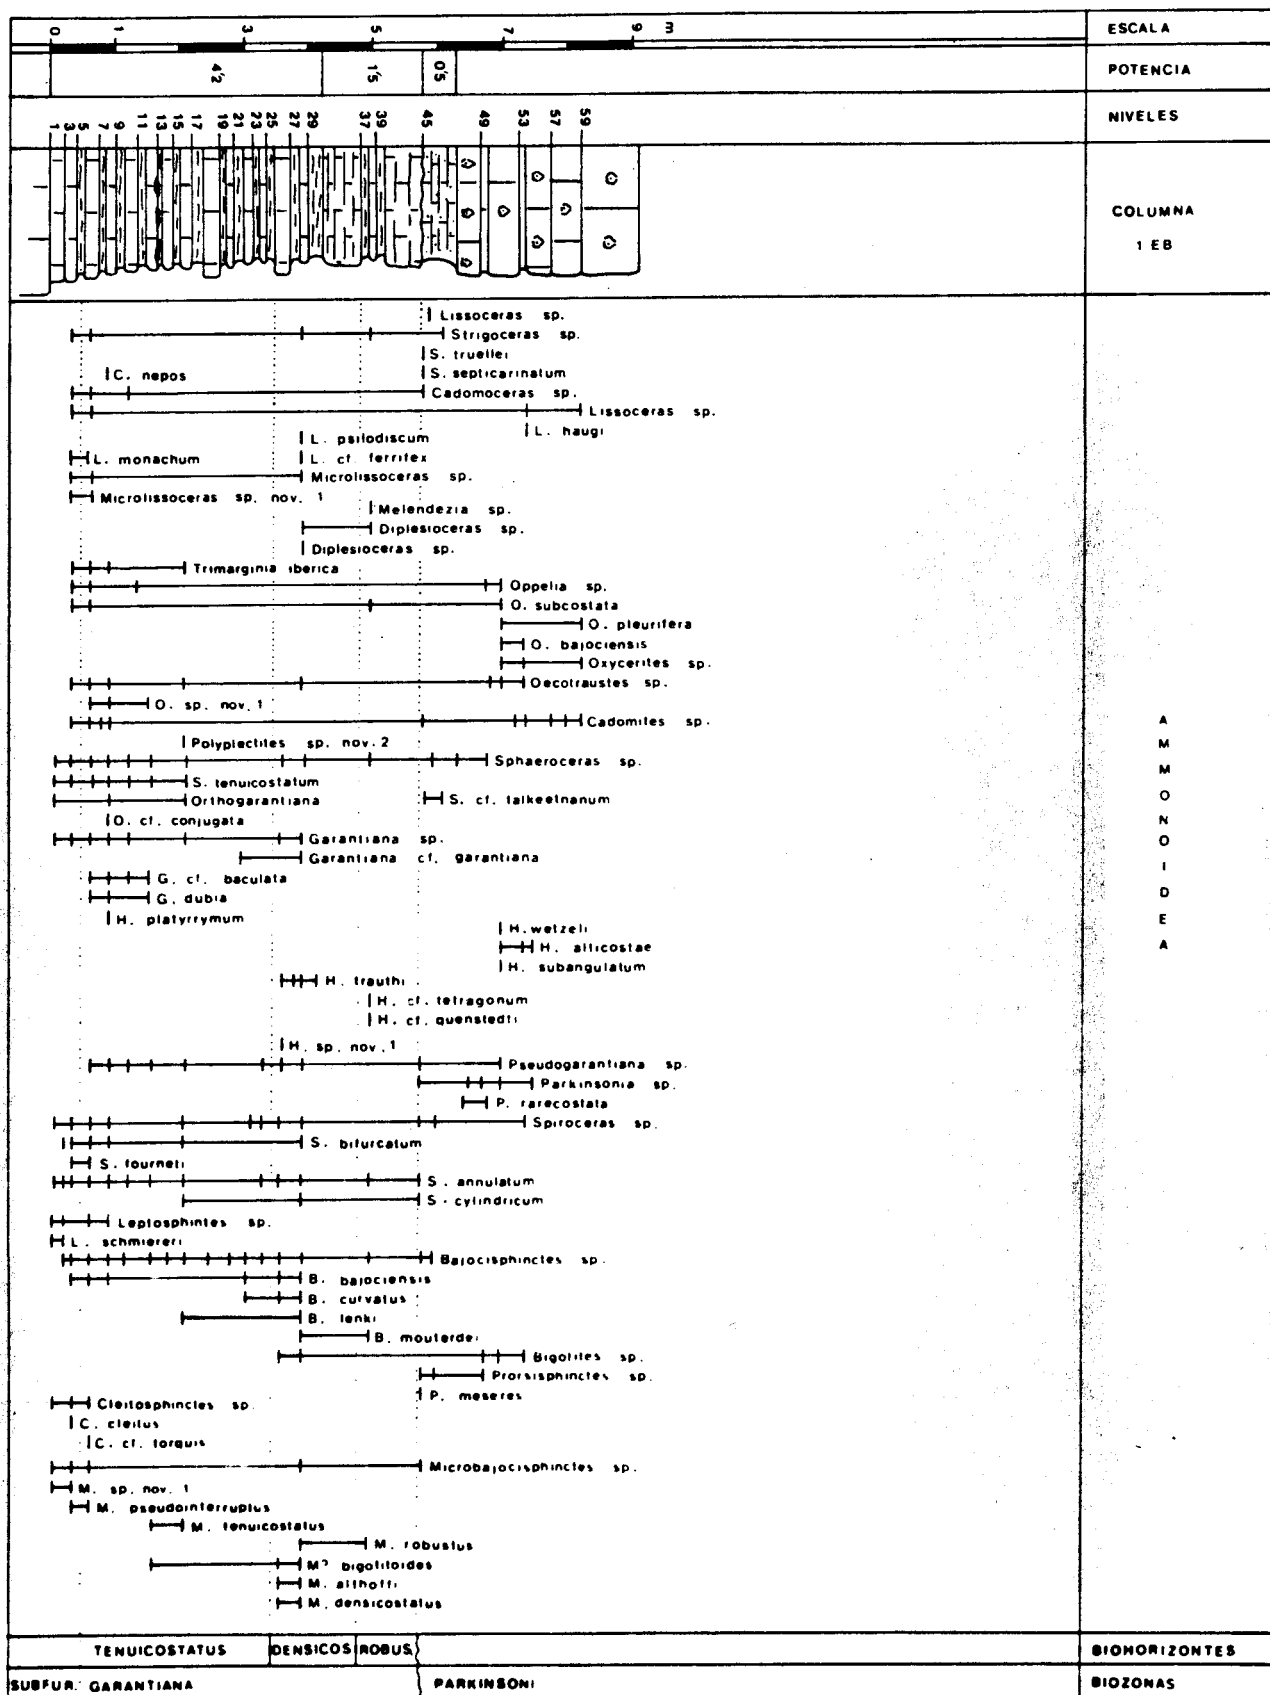 0 1 3 5 7 9 m ESCALA
4'2 1'5 0'5 POTENCIA
1 3 5 7 9 11 13 15 17 19 21 23 25 27 29 37 39 45 49 53 57 59 NIVELES
COLUMNA
1 EB
Lissoceras sp.
Strigoceras sp.
S. truellei
C. nepos S. septicarinatum
Cadomoceras sp.
Lissoceras sp.
L. psilodiscum L. haugi
L. monachum L. cf. ferrifex
Microlissoceras sp.
Microlissoceras sp. nov. 1
Melendezia sp.
Diplesioceras sp.
Diplesioceras sp.
Trimarginia iberica
Oppelia sp.
O. subcostata
O. pleurifera
O. bajociensis
Oxycerites sp.
Oecotraustes sp.
O. sp. nov. 1
Cadomites sp.
Polyplectites sp. nov. 2
Sphaeroceras sp.
S. tenuicostatum
Orthogarantiana S. cf. talkeetnanum
O. cf. conjugata
Garantiana sp.
Garantiana cf. garantiana
G. cf. baculata
G. dubia
H. platyrrymum
H. wetzeli
H. alticostae
H. subangulatum
H. trauthi
H. cf. tetragonum
H. cf. quenstedti
H. sp. nov. 1
Pseudogarantiana sp.
Parkinsonia sp.
P. rarecostata
Spiroceras sp.
S. bifurcatum
S. fourneti
S. annulatum
S. cylindricum
Leptosphintes sp.
L. schmiereri
Bajocisphinctes sp.
B. bajociensis
B. curvatus
B. lenki
B. mouterdei
Bigotites sp.
Prorsisphinctes sp.
P. meseres
Cleitosphinctes sp.
C. cleitus
C. cf. torquis
Microbajocisphinctes sp.
M. sp. nov. 1
M. pseudointerruptus
M. tenuicostatus
M. robustus
M? bigotitoides
M. althoffi
M. densicostatus
AMMONOIDEA
TENUICOSTATUS DENSICOS ROBUS. BIOHORIZONTES
SUBFUR. GARANTIANA PARKINSONI BIOZONAS